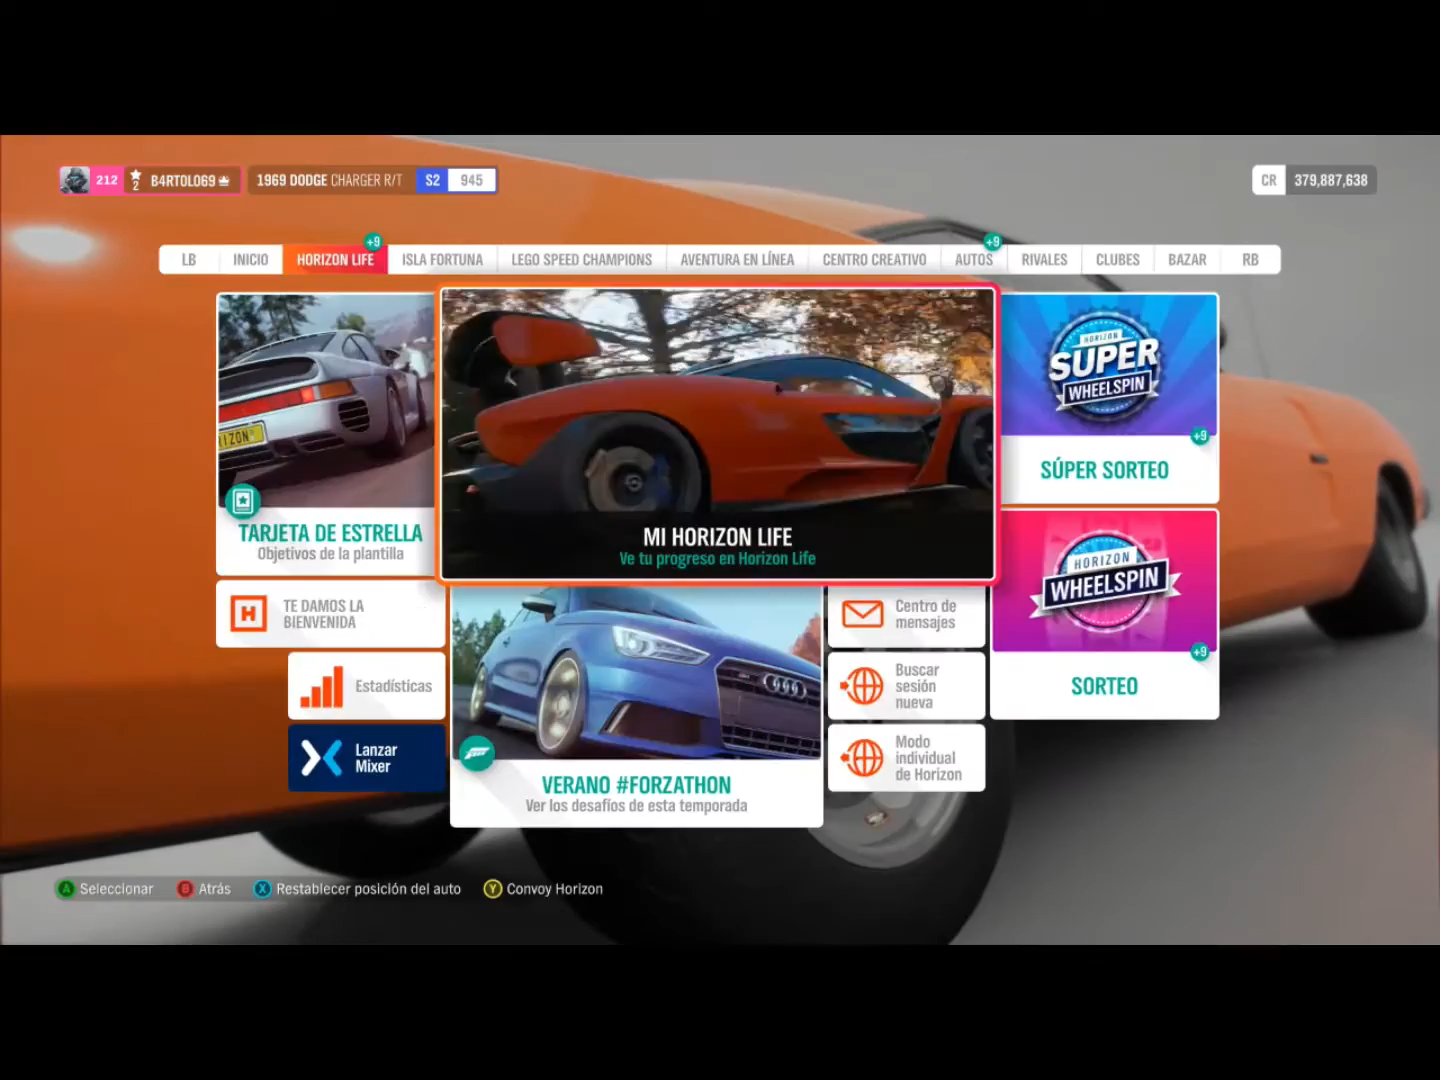 212 2 B4RTOL069 1969 DODGE CHARGER R/T S2 945 CR 379,887,638
+9 +9
LB INICIO HORIZON LIFE ISLA FORTUNA LEGO SPEED CHAMPIONS AVENTURA EN LÍNEA CENTRO CREATIVO AUTOS RIVALES CLUBES BAZAR RB
HORIZON
SUPER
WHEELSPIN
+9
SÚPER SORTEO
TARJETA DE ESTRELLA
Objetivos de la plantilla
MI HORIZON LIFE
Ve tu progreso en Horizon Life
HORIZON
WHEELSPIN
+9
SORTEO
H TE DAMOS LA
BIENVENIDA
Estadísticas
Lanzar
Mixer
VERANO #FORZATHON
Ver los desafíos de esta temporada
Centro de
mensajes
Buscar
sesión
nueva
Modo
individual
de Horizon
A Seleccionar B Atrás X Restablecer posición del auto Y Convoy Horizon